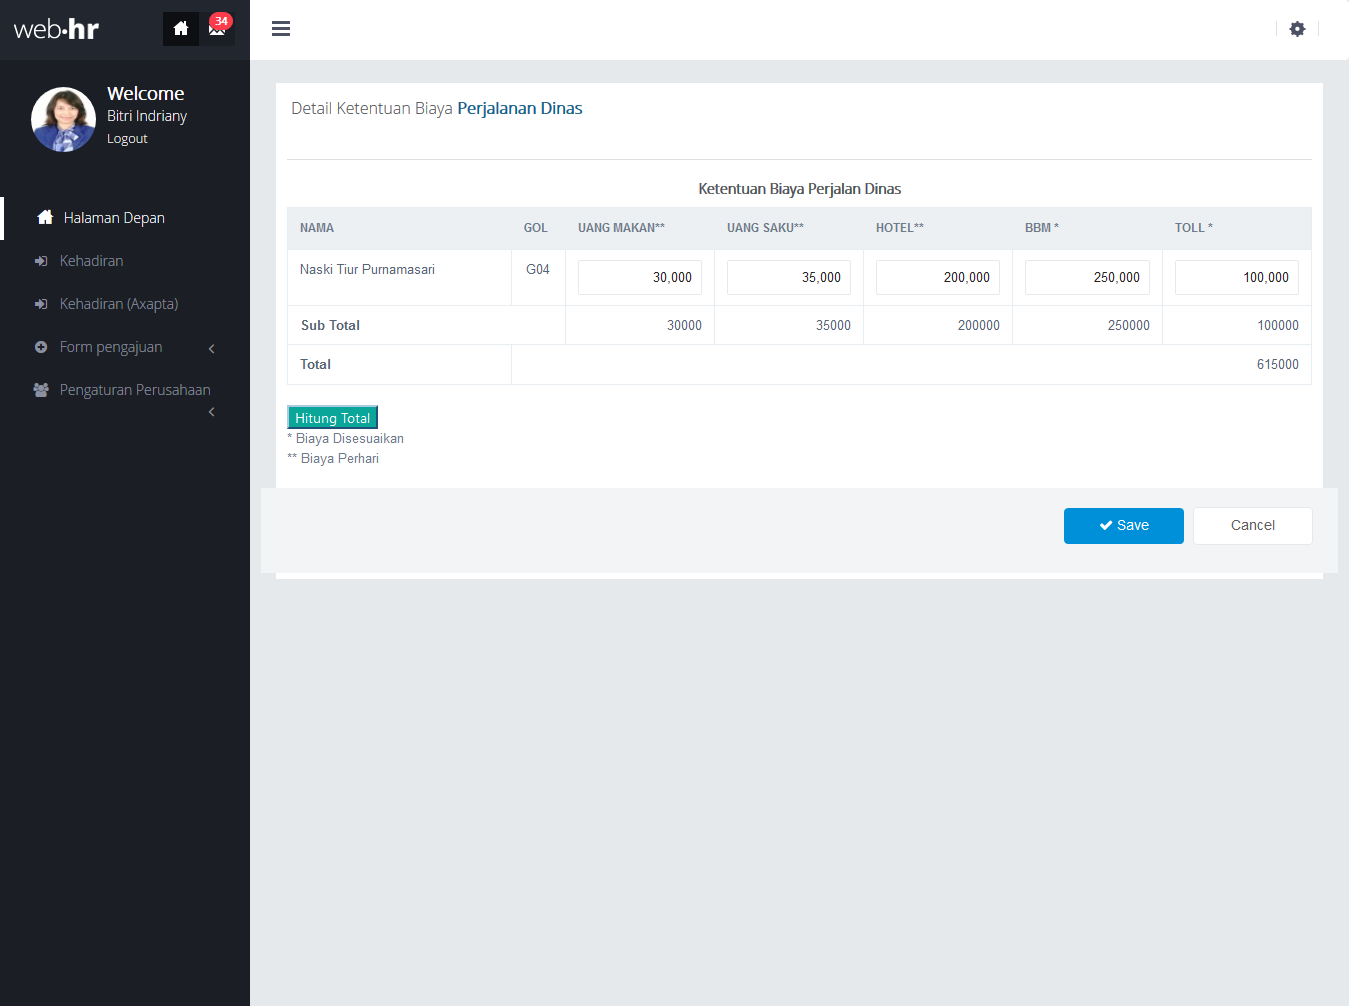 web•hr
34
Welcome
Bitri Indriany
Logout
Halaman Depan
Kehadiran
Kehadiran (Axapta)
Form pengajuan
Pengaturan Perusahaan
Detail Ketentuan Biaya Perjalanan Dinas
Ketentuan Biaya Perjalan Dinas
NAMA GOL UANG MAKAN** UANG SAKU** HOTEL** BBM * TOLL *
Naski Tiur Purnamasari G04 30,000 35,000 200,000 250,000 100,000
Sub Total 30000 35000 200000 250000 100000
Total 615000
Hitung Total
* Biaya Disesuaikan
** Biaya Perhari
Save Cancel